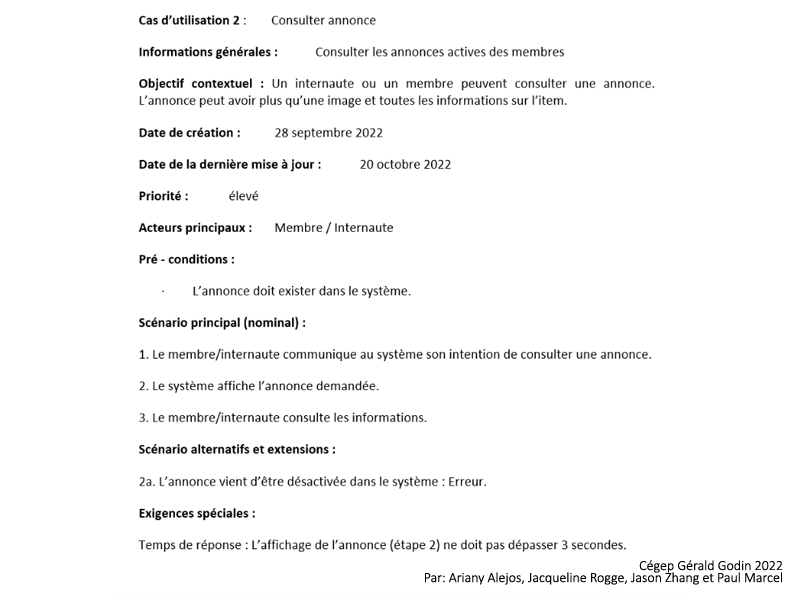 Cas d’utilisation 2 : Consulter annonce
Informations générales : Consulter les annonces actives des membres
Objectif contextuel : Un internaute ou un membre peuvent consulter une annonce.
L’annonce peut avoir plus qu’une image et toutes les informations sur l’item.
Date de création : 28 septembre 2022
Date de la dernière mise à jour : 20 octobre 2022
Priorité : élevé
Acteurs principaux : Membre / Internaute
Pré - conditions :
· L’annonce doit exister dans le système.
Scénario principal (nominal) :
1. Le membre/internaute communique au système son intention de consulter une annonce.
2. Le système affiche l’annonce demandée.
3. Le membre/internaute consulte les informations.
Scénario alternatifs et extensions :
2a. L’annonce vient d’être désactivée dans le système : Erreur.
Exigences spéciales :
Temps de réponse : L’affichage de l’annonce (étape 2) ne doit pas dépasser 3 secondes.
Cégep Gérald Godin 2022
Par: Ariany Alejos, Jacqueline Rogge, Jason Zhang et Paul Marcel